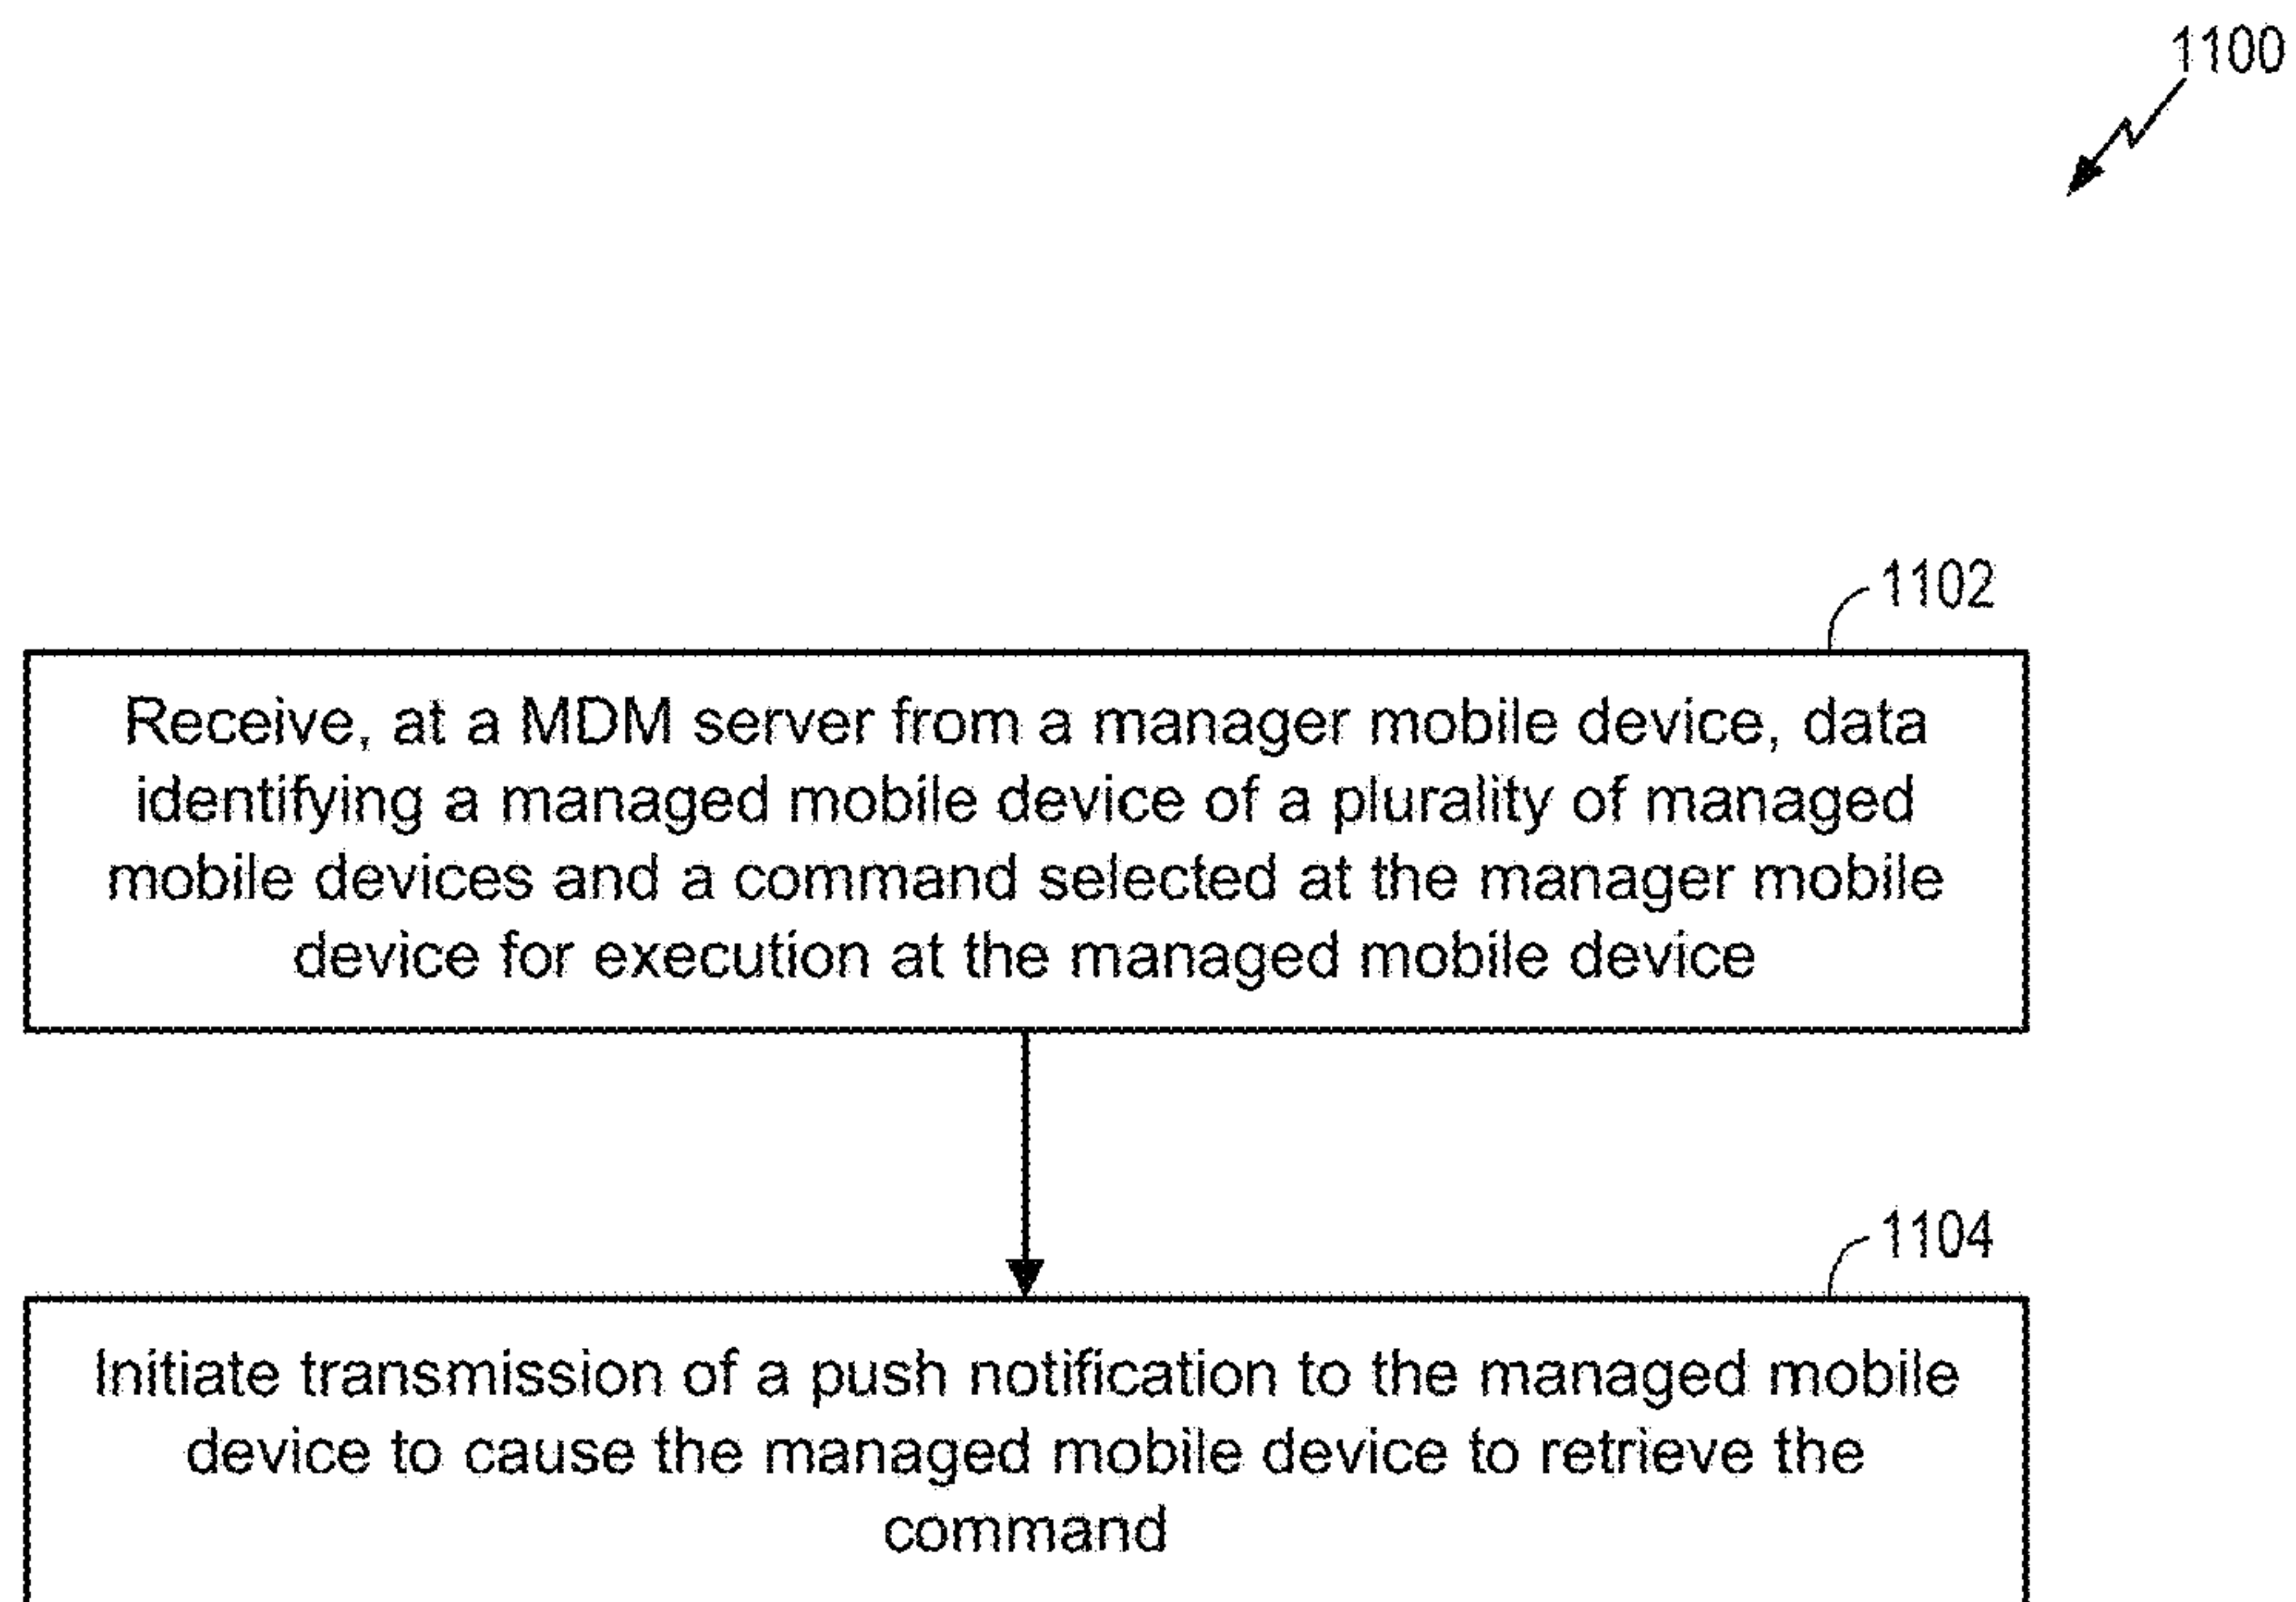 1100
1102
Receive, at a MDM server from a manager mobile device, data
identifying a managed mobile device of a plurality of managed
mobile devices and a command selected at the manager mobile
device for execution at the managed mobile device
1104
Initiate transmission of a push notification to the managed mobile
device to cause the managed mobile device to retrieve the
command